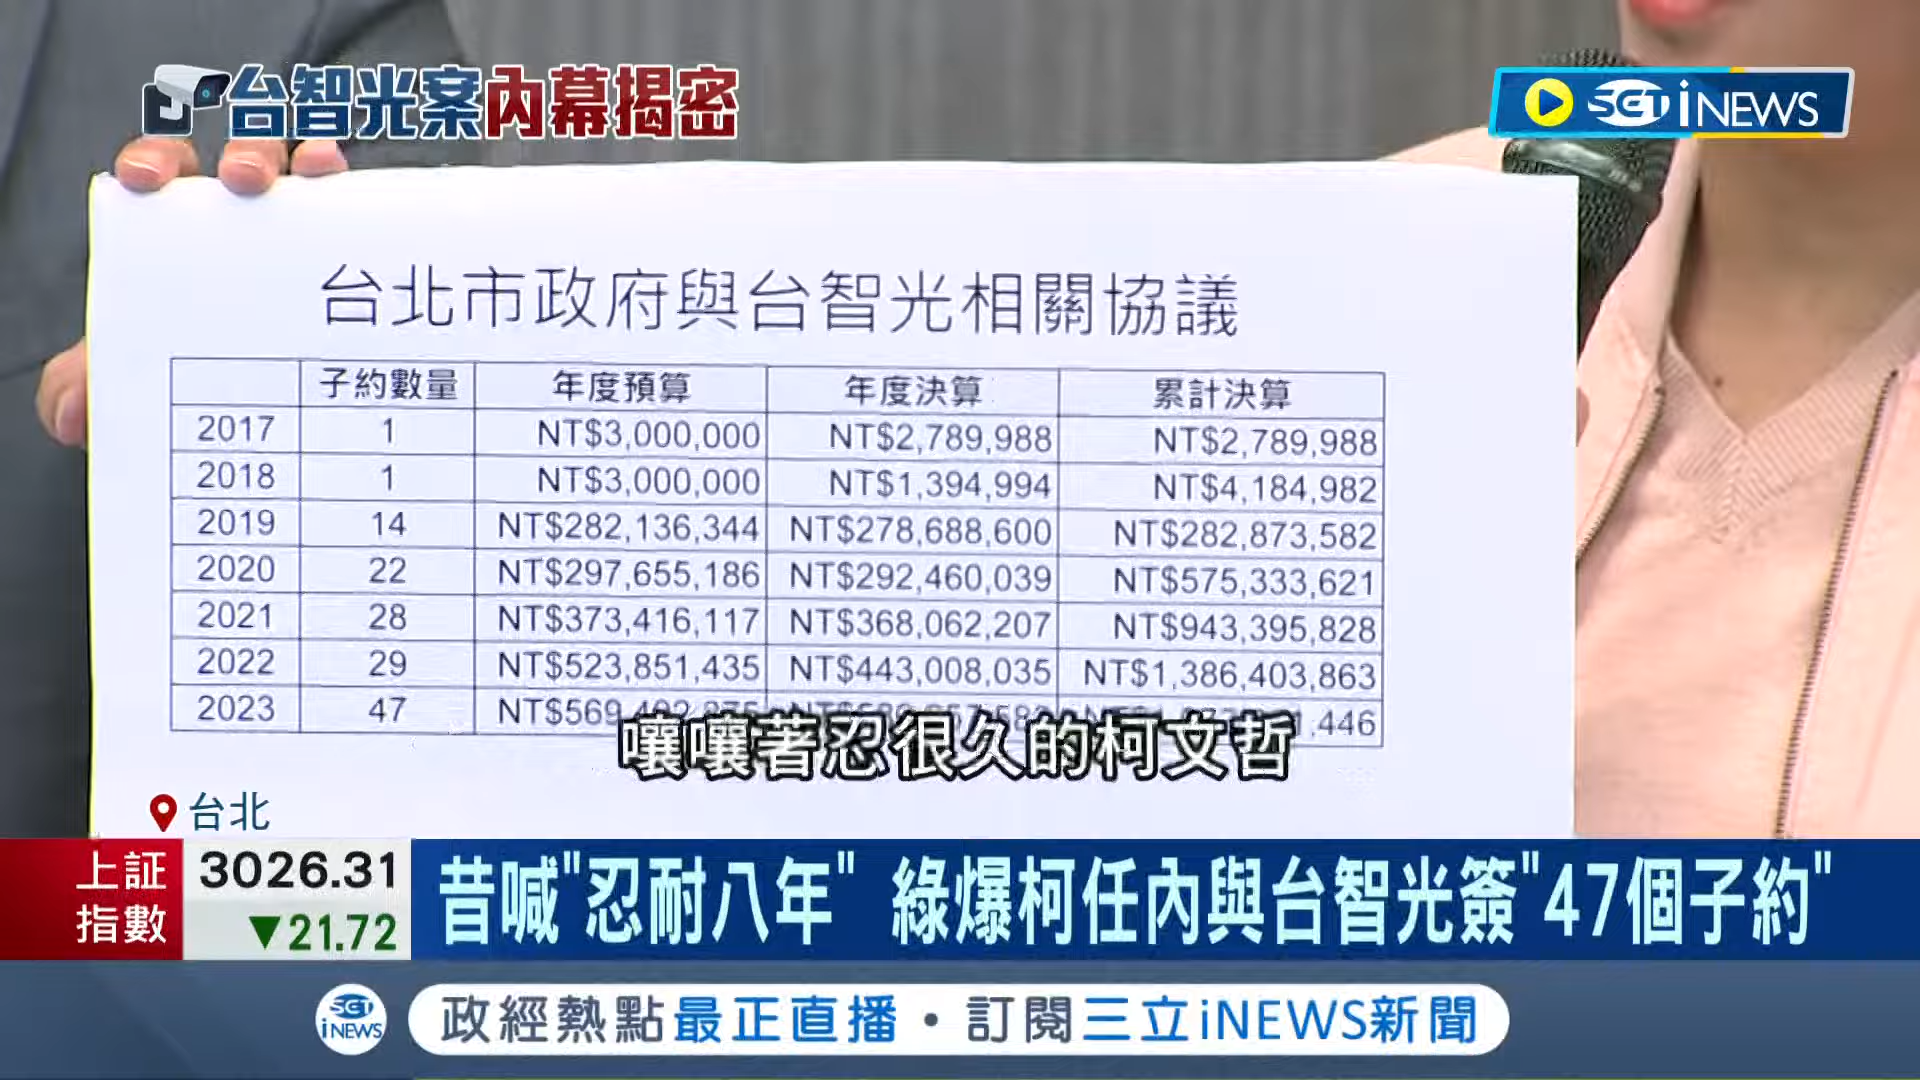 台智光案內幕揭密
SET iNEWS
台北市政府與台智光相關協議
子約數量 年度預算 年度決算 累計決算
2017 1 NT$3,000,000 NT$2,789,988 NT$2,789,988
2018 1 NT$3,000,000 NT$1,394,994 NT$4,184,982
2019 14 NT$282,136,344 NT$278,688,600 NT$282,873,582
2020 22 NT$297,655,186 NT$292,460,039 NT$575,333,621
2021 28 NT$373,416,117 NT$368,062,207 NT$943,395,828
2022 29 NT$523,851,435 NT$443,008,035 NT$1,386,403,863
2023 47
嚷嚷著忍很久的柯文哲
台北
上証指數 3026.31 ▼21.72
昔喊"忍耐八年" 綠爆柯任內與台智光簽"47個子約"
SET iNEWS
政經熱點最正直播・訂閱三立iNEWS新聞